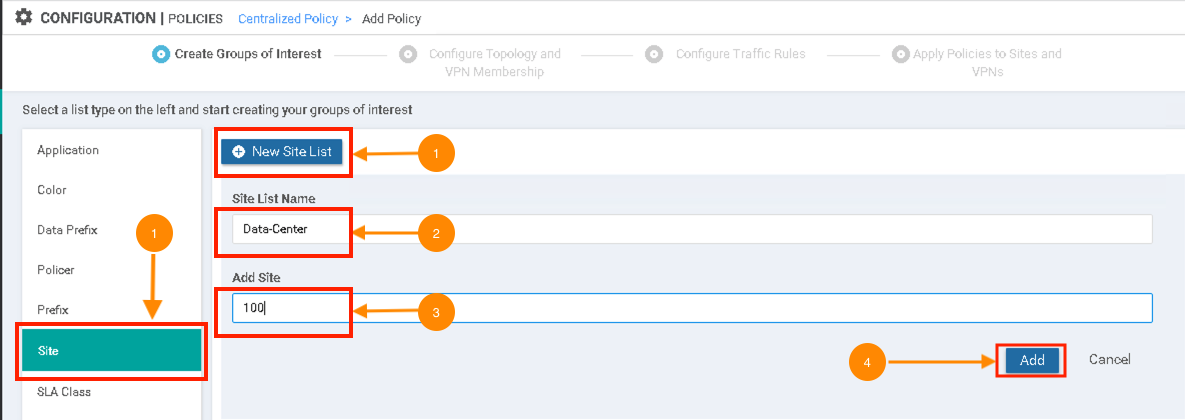 CONFIGURATION | POLICIES Centralized Policy > Add Policy
Create Groups of Interest
Configure Topology and
VPN Membership
Configure Traffic Rules
Apply Policies to Sites and
VPNs
Select a list type on the left and start creating your groups of interest
Application
Color
Data Prefix
Policer
Prefix
Site
SLA Class
1
New Site List
1
Site List Name
Data-Center
2
Add Site
100
3
4
Add
Cancel